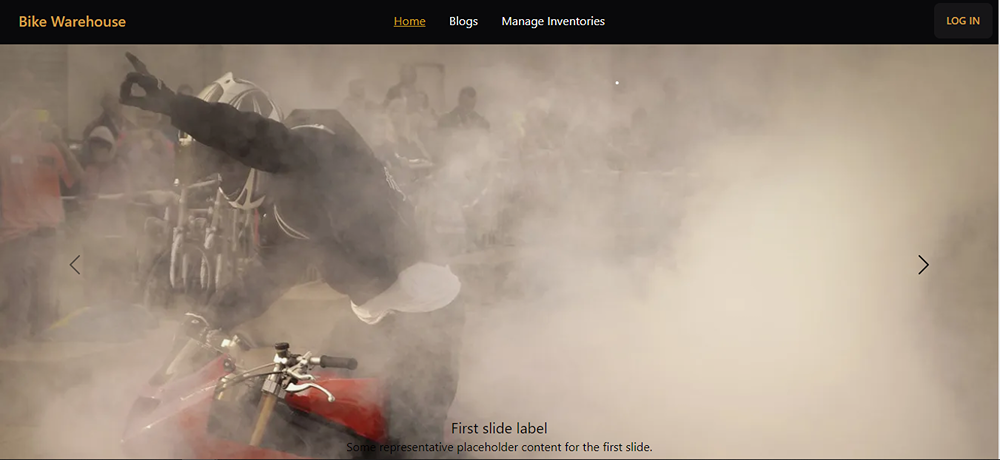 Bike Warehouse
Home
Blogs
Manage Inventories
LOG IN
First slide label
Some representative placeholder content for the first slide.